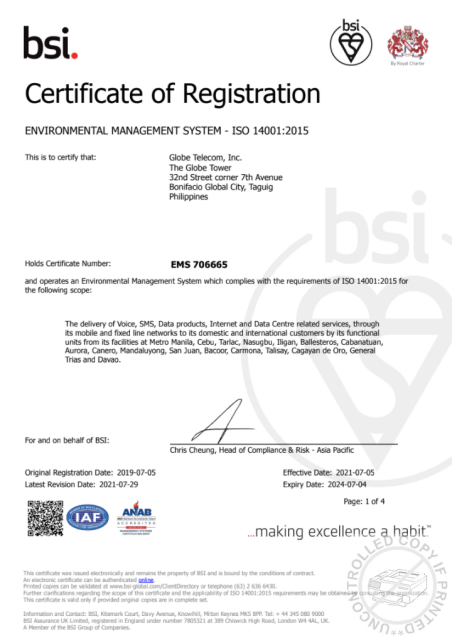 bsi.
bsi
By Royal Charter
Certificate of Registration
ENVIRONMENTAL MANAGEMENT SYSTEM - ISO 14001:2015
This is to certify that:
Globe Telecom, Inc.
The Globe Tower
32nd Street corner 7th Avenue
Bonifacio Global City, Taguig
Philippines
bsi
Holds Certificate Number:
EMS 706665
and operates an Environmental Management System which complies with the requirements of ISO 14001:2015 for
the following scope:
The delivery of Voice, SMS, Data products, Internet and Data Centre related services, through
its mobile and fixed line networks to its domestic and international customers by its functional
units from its facilities at Metro Manila, Cebu, Tarlac, Nasugbu, Iligan, Ballesteros, Cabanatuan,
Aurora, Canero, Mandaluyong, San Juan, Bacoor, Carmona, Talisay, Cagayan de Oro, General
Trias and Davao.
For and on behalf of BSI:
Chris Cheung, Head of Compliance & Risk - Asia Pacific
Original Registration Date: 2019-07-05
Effective Date: 2021-07-05
Latest Revision Date: 2021-07-29
Expiry Date: 2024-07-04
Page: 1 of 4
IAF
ANAB
ACCREDITED
...making excellence a habit.™
This certificate was issued electronically and remains the property of BSI and is bound by the conditions of contract.
An electronic certificate can be authenticated online.
Printed copies can be validated at www.bsi-global.com/ClientDirectory or telephone (63) 2 636 6430.
Further clarifications regarding the scope of this certificate and the applicability of ISO 14001:2015 requirements may be obtained by consulting the organization.
This certificate is valid only if provided original copies are in complete set.
Information and Contact: BSI, Kitemark Court, Davy Avenue, Knowlhill, Milton Keynes MK5 8PP. Tel: + 44 345 080 9000
BSI Assurance UK Limited, registered in England under number 7805321 at 389 Chiswick High Road, London W4 4AL, UK.
A Member of the BSI Group of Companies.
UNCONTROLLED COPY IF PRINTED